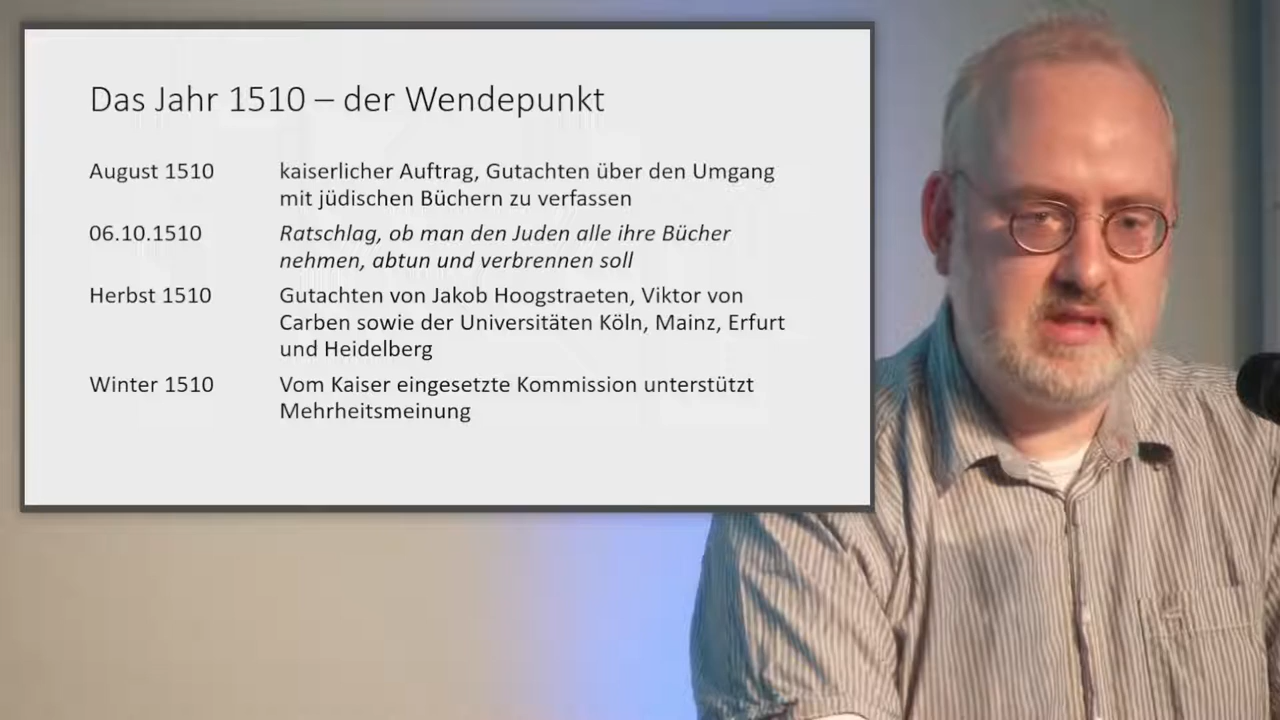 Das Jahr 1510 – der Wendepunkt
August 1510 kaiserlicher Auftrag, Gutachten über den Umgang
mit jüdischen Büchern zu verfassen
06.10.1510 Ratschlag, ob man den Juden alle ihre Bücher
nehmen, abtun und verbrennen soll
Herbst 1510 Gutachten von Jakob Hoogstraeten, Viktor von
Carben sowie der Universitäten Köln, Mainz, Erfurt
und Heidelberg
Winter 1510 Vom Kaiser eingesetzte Kommission unterstützt
Mehrheitsmeinung